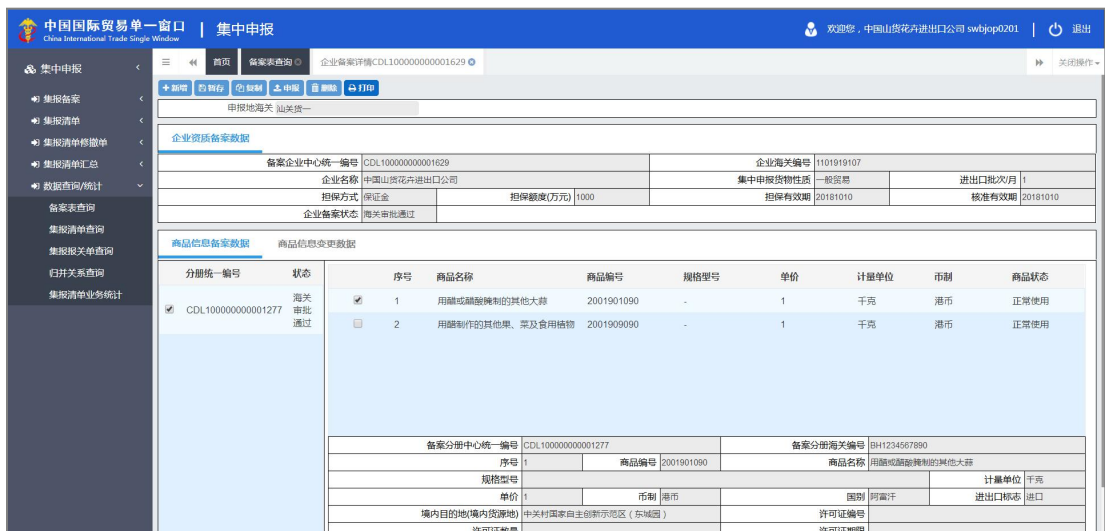 中国国际贸易单一窗口 | 集中申报
China International Trade Single Window
欢迎您，中国山货花卉进出口公司 swbjop0201 | 退出
集中申报
首页 备案表查询 企业备案详情CDL100000000001629 关闭操作
新增 暂存 复制 申报 删除 打印
集报备案
集报清单
集报清单修撤单
集报清单汇总
数据查询/统计
备案表查询
集报清单查询
集报报关单查询
归并关系查询
集报清单业务统计
申报地海关 汕关货一
企业资质备案数据
备案企业中心统一编号 CDL100000000001629 企业海关编号 1101919107
企业名称 中国山货花卉进出口公司 集中申报货物性质 一般贸易 进出口批次/月 1
担保方式 保证金 担保额度(万元) 1000 担保有效期 20181010 核准有效期 20181010
企业备案状态 海关审批通过
商品信息备案数据 商品信息变更数据
分册统一编号 状态
CDL100000000001277 海关审批通过
序号 商品名称 商品编号 规格型号 单价 计量单位 币制 商品状态
1 用醋或醋酸腌制的其他大蒜 2001901090 - 1 千克 港币 正常使用
2 用醋制作的其他果、菜及食用植物 2001909090 - 1 千克 港币 正常使用
备案分册中心统一编号 CDL100000000001277 备案分册海关编号 BH1234567890
序号 1 商品编号 2001901090 商品名称 用醋或醋酸腌制的其他大蒜
规格型号 计量单位 千克
单价 1 币制 港币 国别 阿富汗 进出口标志 进口
境内目的地(境内货源地) 中关村国家自主创新示范区（东城园） 许可证编号
许可证数量 许可证期限